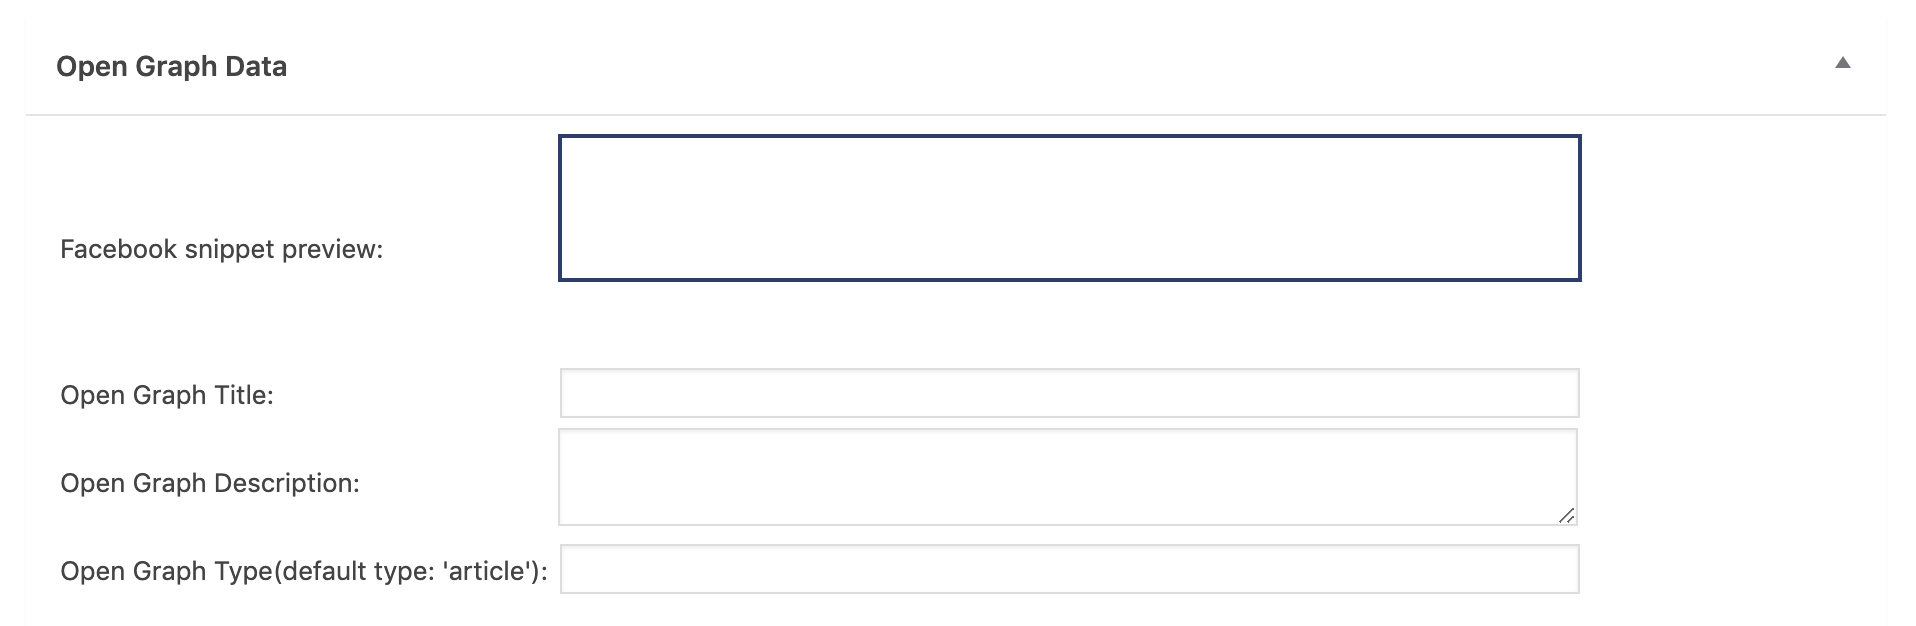 Open Graph Data
Facebook snippet preview:
Open Graph Title:
Open Graph Description:
Open Graph Type(default type: 'article'):